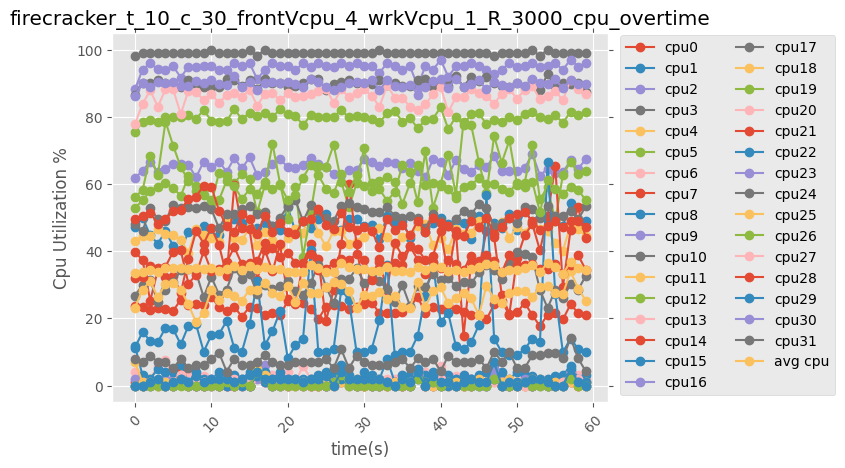 firecracker_t_10_c_30_frontVcpu_4_wrkVcpu_1_R_3000_cpu_overtime
100
80
60
40
20
0
Cpu Utilization %
0
10
20
30
40
50
60
time(s)
cpu0
cpu1
cpu2
cpu3
cpu4
cpu5
cpu6
cpu7
cpu8
cpu9
cpu10
cpu11
cpu12
cpu13
cpu14
cpu15
cpu16
cpu17
cpu18
cpu19
cpu20
cpu21
cpu22
cpu23
cpu24
cpu25
cpu26
cpu27
cpu28
cpu29
cpu30
cpu31
avg cpu